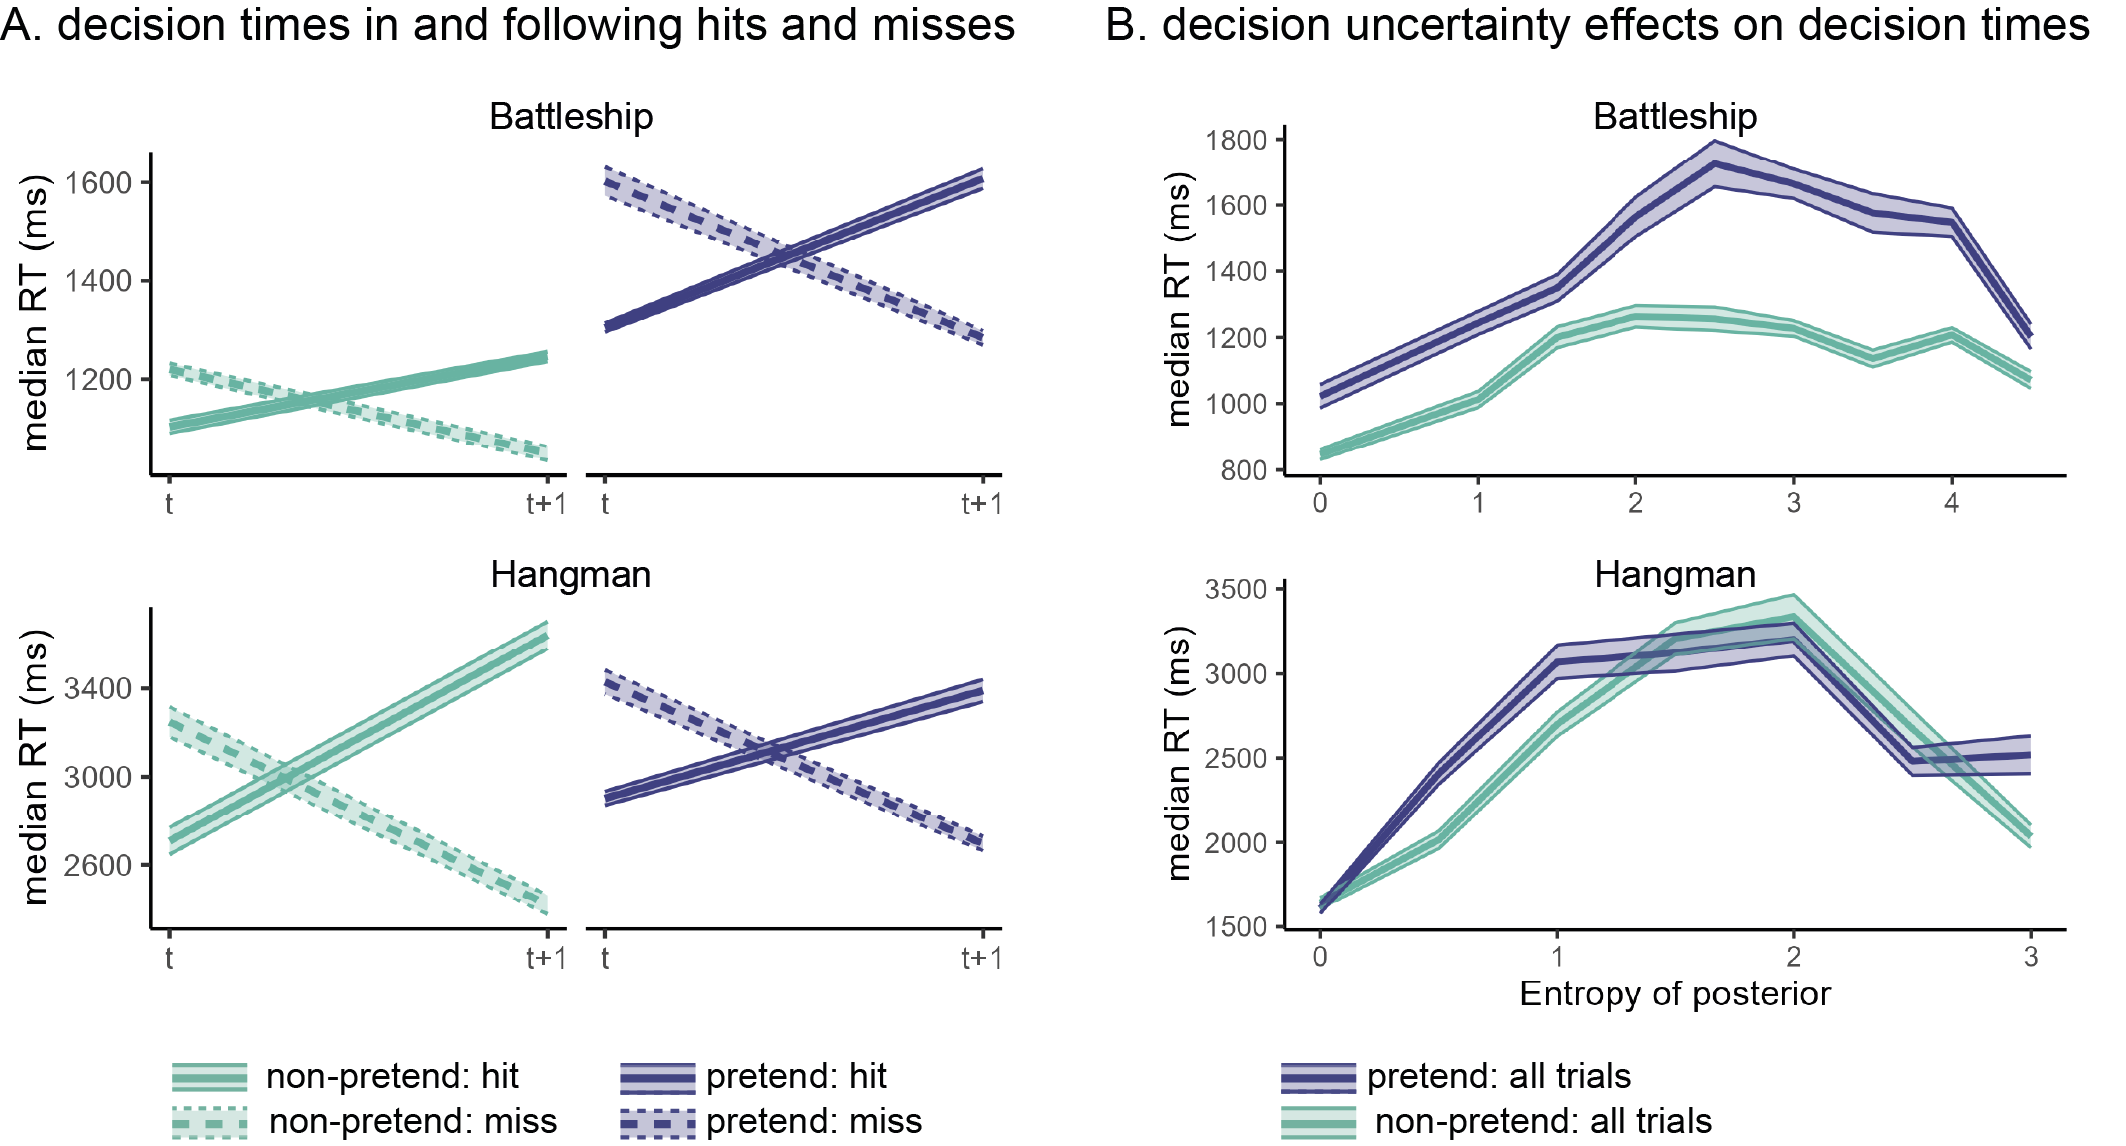 A. decision times in and following hits and misses
Battleship
median RT (ms)
1600
1400
1200
t
t+1
t
t+1
Hangman
median RT (ms)
3400
3000
2600
t
t+1
t
t+1
non-pretend: hit
pretend: hit
non-pretend: miss
pretend: miss
B. decision uncertainty effects on decision times
Battleship
median RT (ms)
1800
1600
1400
1200
1000
800
0
1
2
3
4
Hangman
median RT (ms)
3500
3000
2500
2000
1500
0
1
2
3
Entropy of posterior
pretend: all trials
non-pretend: all trials